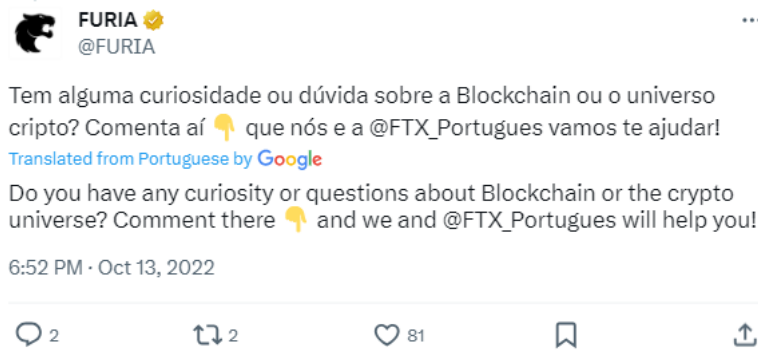 FURIA
@FURIA
Tem alguma curiosidade ou dúvida sobre a Blockchain ou o universo
cripto? Comenta aí 👇 que nós e a @FTX_Portugues vamos te ajudar!
Translated from Portuguese by Google
Do you have any curiosity or questions about Blockchain or the crypto
universe? Comment there 👇 and we and @FTX_Portugues will help you!
6:52 PM · Oct 13, 2022
2 2 81